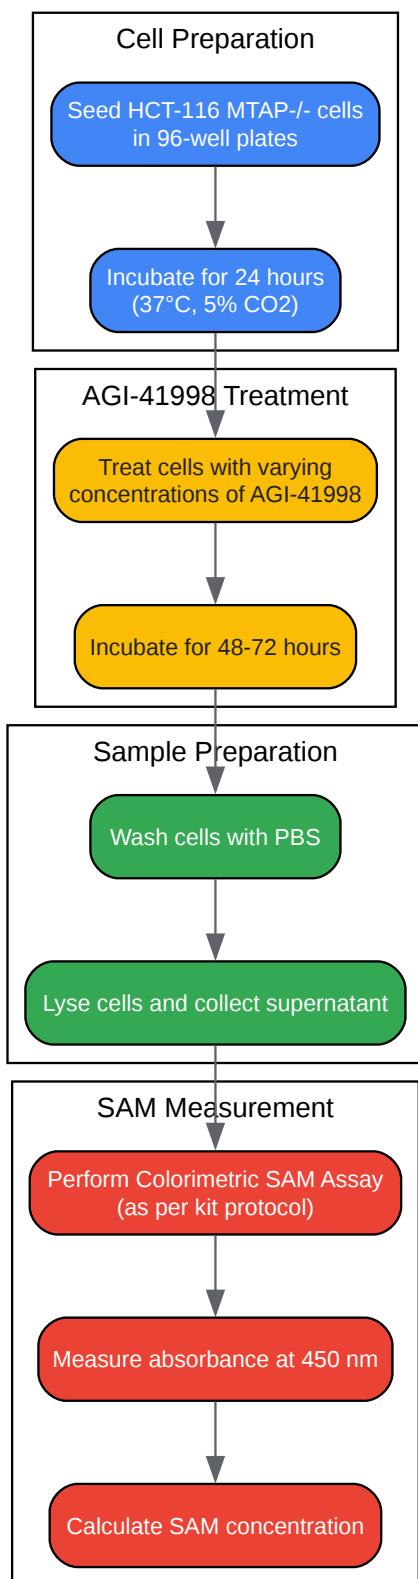 Cell Preparation
Seed HCT-116 MTAP-/- cells
in 96-well plates
Incubate for 24 hours
(37°C, 5% CO2)
AGI-41998 Treatment
Treat cells with varying
concentrations of AGI-41998
Incubate for 48-72 hours
Sample Preparation
Wash cells with PBS
Lyse cells and collect supernatant
SAM Measurement
Perform Colorimetric SAM Assay
(as per kit protocol)
Measure absorbance at 450 nm
Calculate SAM concentration